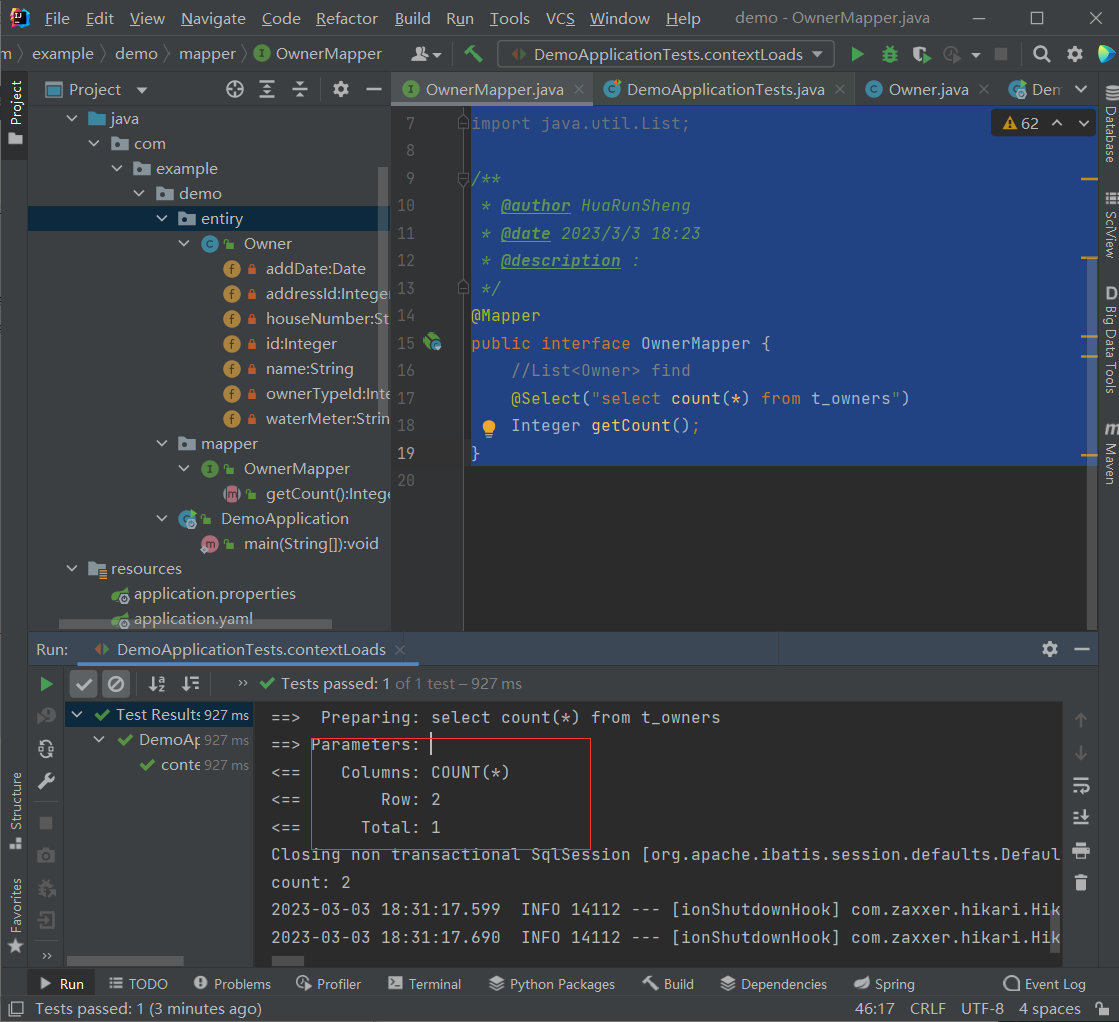 File Edit View Navigate Code Refactor Build Run Tools VCS Window Help demo - OwnerMapper.java
m example demo mapper OwnerMapper DemoApplicationTests.contextLoads
Project
Project
OwnerMapper.java DemoApplicationTests.java Owner.java Dem
java
com
example
demo
entiry
Owner
addDate:Date
addressId:Integer
houseNumber:St
id:Integer
name:String
ownerTypeId:Inte
waterMeter:Strin
mapper
OwnerMapper
getCount():Intege
DemoApplication
main(String[]):void
resources
application.properties
application.yaml
62
7 import java.util.List;
8
9 /**
10 * @author HuaRunSheng
11 * @date 2023/3/3 18:23
12 * @description :
13 */
14 @Mapper
15 public interface OwnerMapper {
16 //List<Owner> find
17 @Select("select count(*) from t_owners")
18 Integer getCount();
19 }
20
Database
SciView
D Big Data Tools
m Maven
Run: DemoApplicationTests.contextLoads
Tests passed: 1 of 1 test – 927 ms
Test Results 927 ms
DemoAp 927 ms
conte 927 ms
==> Preparing: select count(*) from t_owners
==> Parameters:
<== Columns: COUNT(*)
<== Row: 2
<== Total: 1
Closing non transactional SqlSession [org.apache.ibatis.session.defaults.Defaul
count: 2
2023-03-03 18:31:17.599 INFO 14112 --- [ionShutdownHook] com.zaxxer.hikari.Hik
2023-03-03 18:31:17.690 INFO 14112 --- [ionShutdownHook] com.zaxxer.hikari.Hik
Structure
Favorites
Run TODO Problems Profiler Terminal Python Packages Build Dependencies Spring Event Log
Tests passed: 1 (3 minutes ago) 46:17 CRLF UTF-8 4 spaces